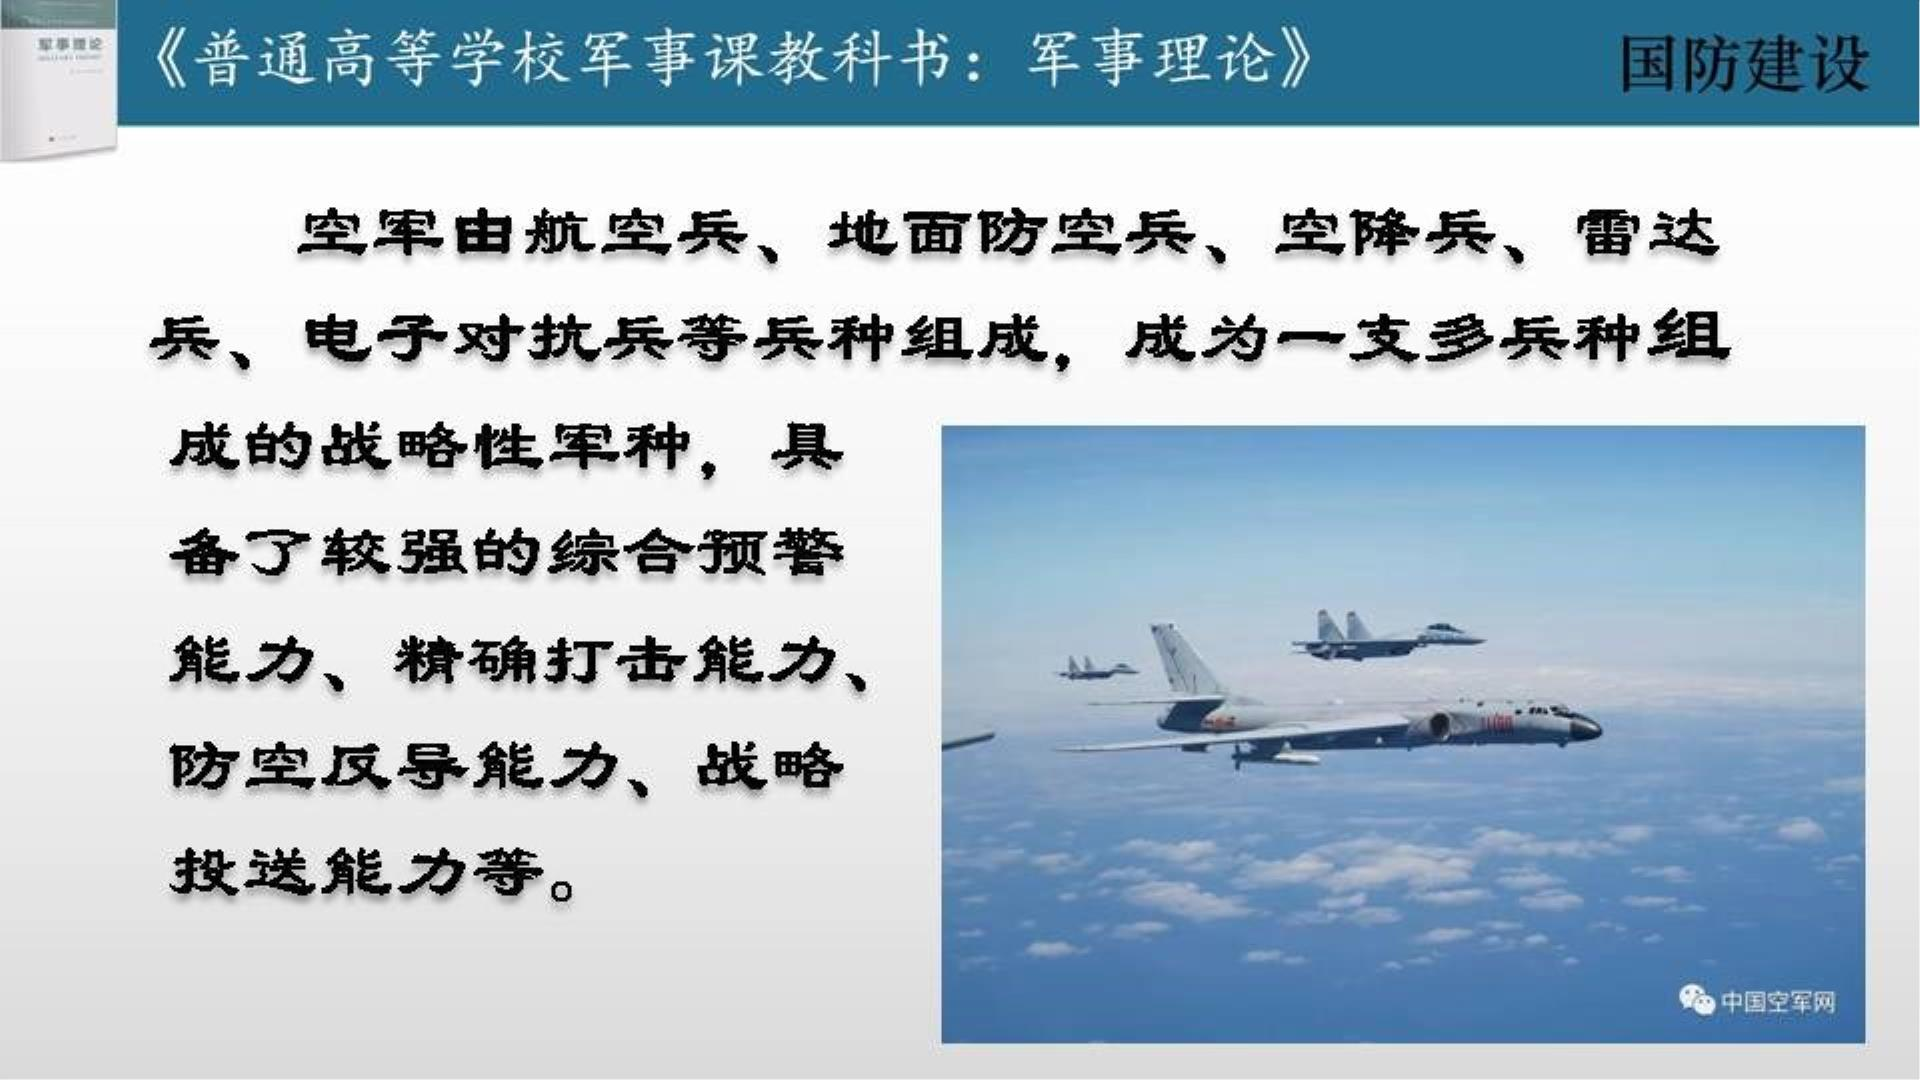 军事理论
《普通高等学校军事课教科书：军事理论》
国防建设
空军由航空兵、地面防空兵、空降兵、雷达
兵、电子对抗兵等兵种组成，成为一支多兵种组
成的战略性军种，具
备了较强的综合预警
能力、精确打击能力、
防空反导能力、战略
投送能力等。
中国空军网